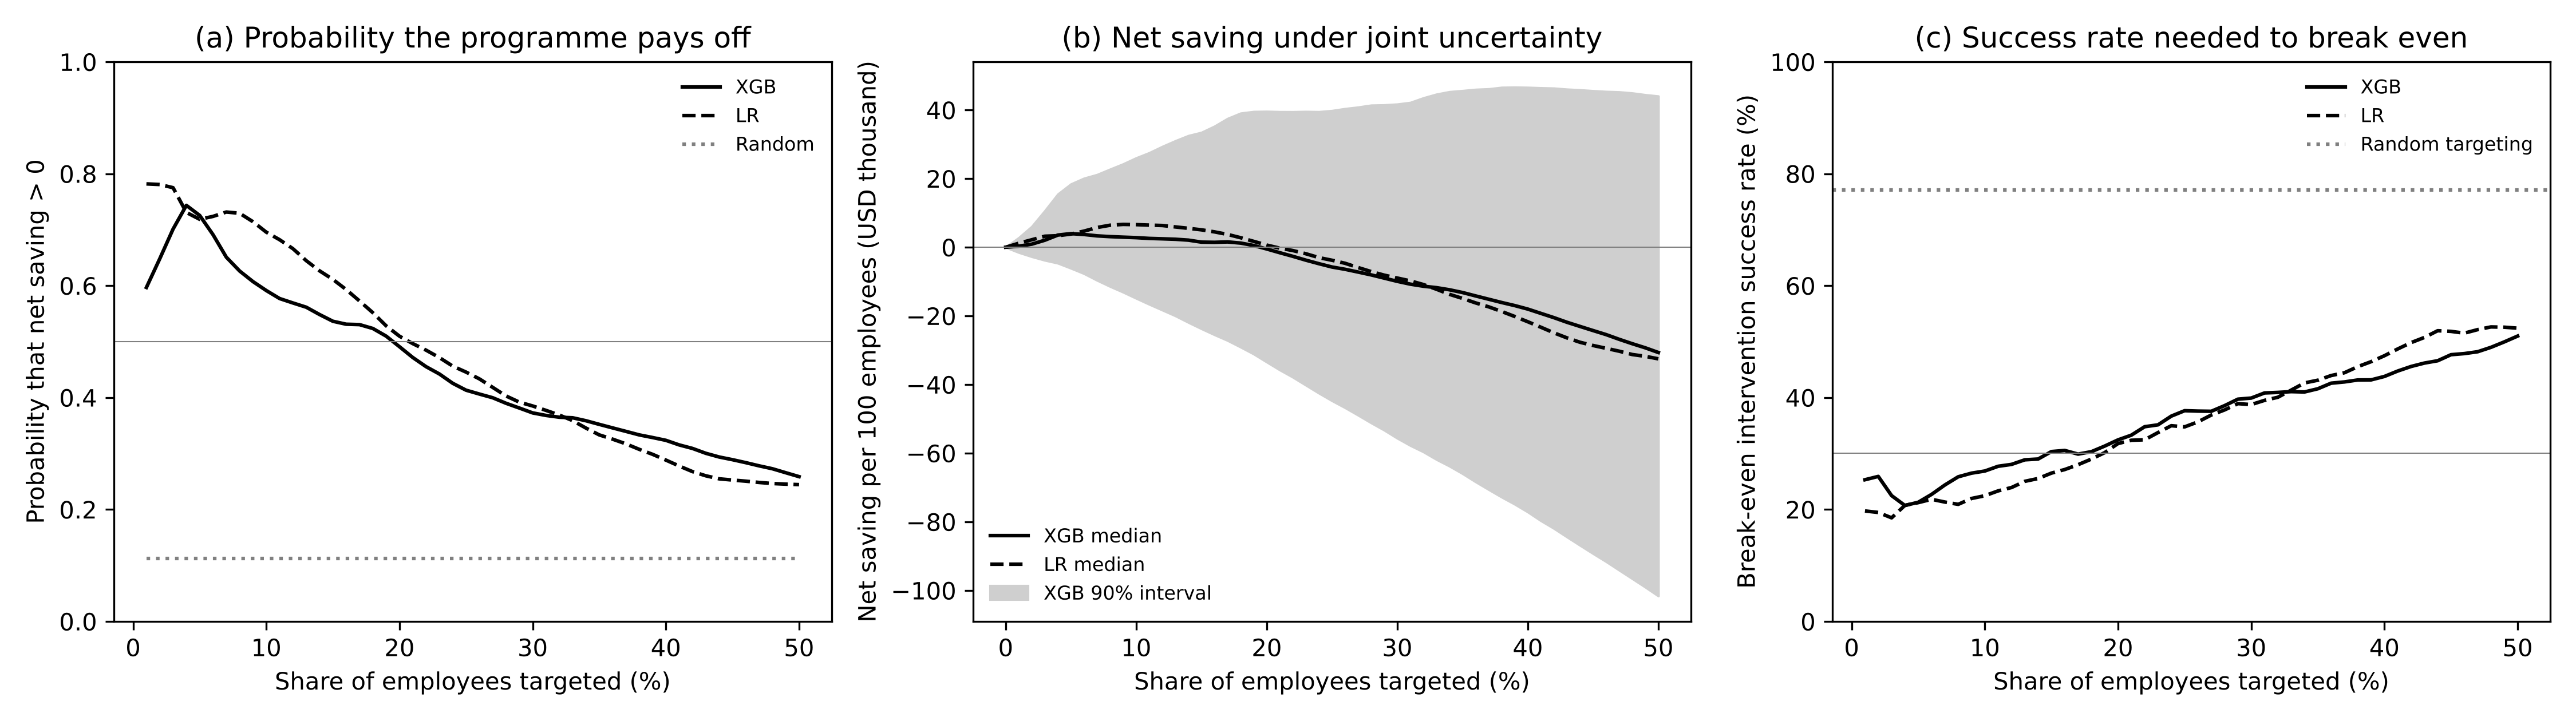 (a) Probability the programme pays off
Probability that net saving > 0
1.0
0.8
0.6
0.4
0.2
0.0
XGB
LR
Random
0 10 20 30 40 50
Share of employees targeted (%)
(b) Net saving under joint uncertainty
Net saving per 100 employees (USD thousand)
40
20
0
−20
−40
−60
−80
−100
XGB median
LR median
XGB 90% interval
0 10 20 30 40 50
Share of employees targeted (%)
(c) Success rate needed to break even
Break-even intervention success rate (%)
100
80
60
40
20
0
XGB
LR
Random targeting
0 10 20 30 40 50
Share of employees targeted (%)